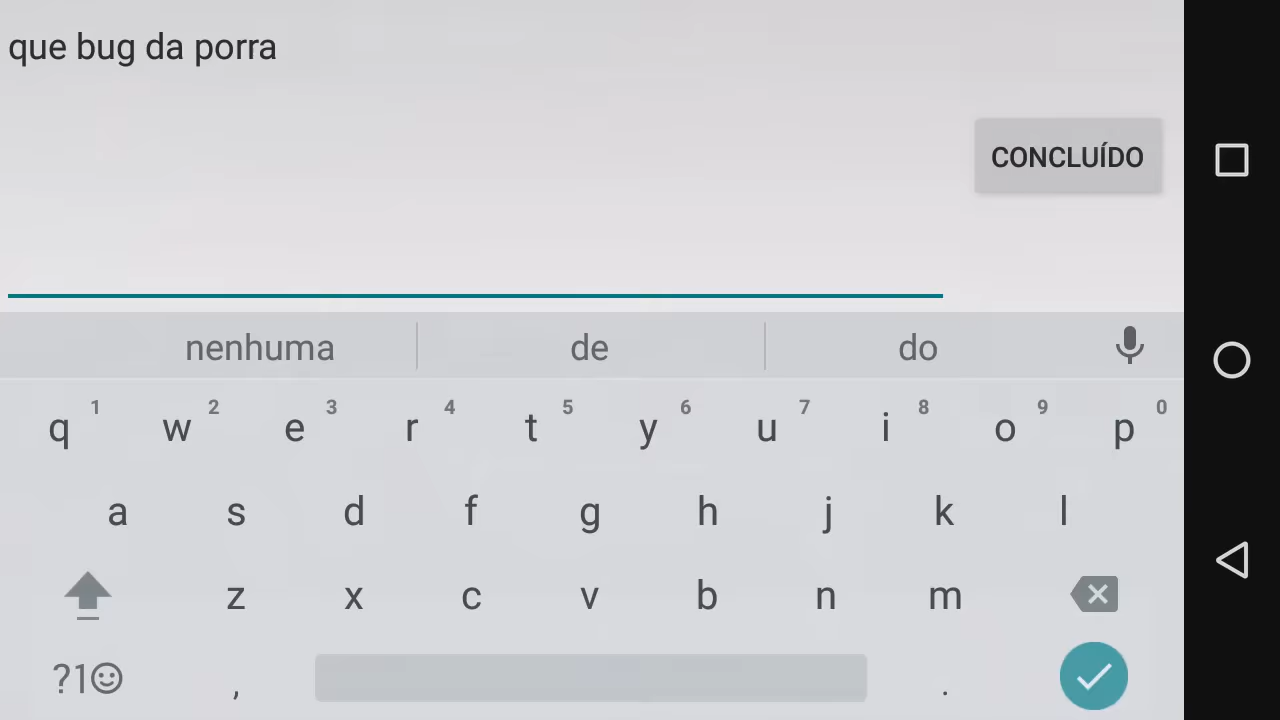 que bug da porra
CONCLUÍDO
nenhuma de do
1 2 3 4 5 6 7 8 9 0
q w e r t y u i o p
a s d f g h j k l
z x c v b n m
?1☺ , .